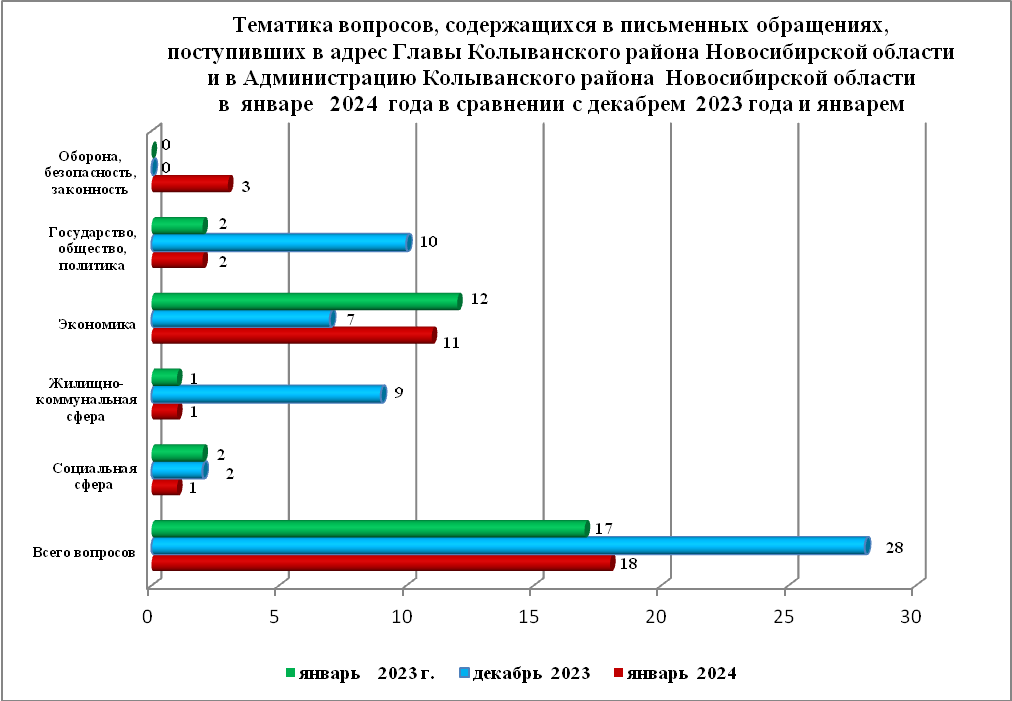 Тематика вопросов, содержащихся в письменных обращениях,
поступивших в адрес Главы Колыванского района Новосибирской области
и в Администрацию Колыванского района Новосибирской области
в январе 2024 года в сравнении с декабрем 2023 года и январем
Оборона,
безопасность,
законность
0
0
3
Государство,
общество,
политика
2
10
2
Экономика
12
7
11
Жилищно-
коммунальная
сфера
1
9
1
Социальная
сфера
2
2
1
Всего вопросов
17
28
18
0 5 10 15 20 25 30
январь 2023 г. декабрь 2023 январь 2024